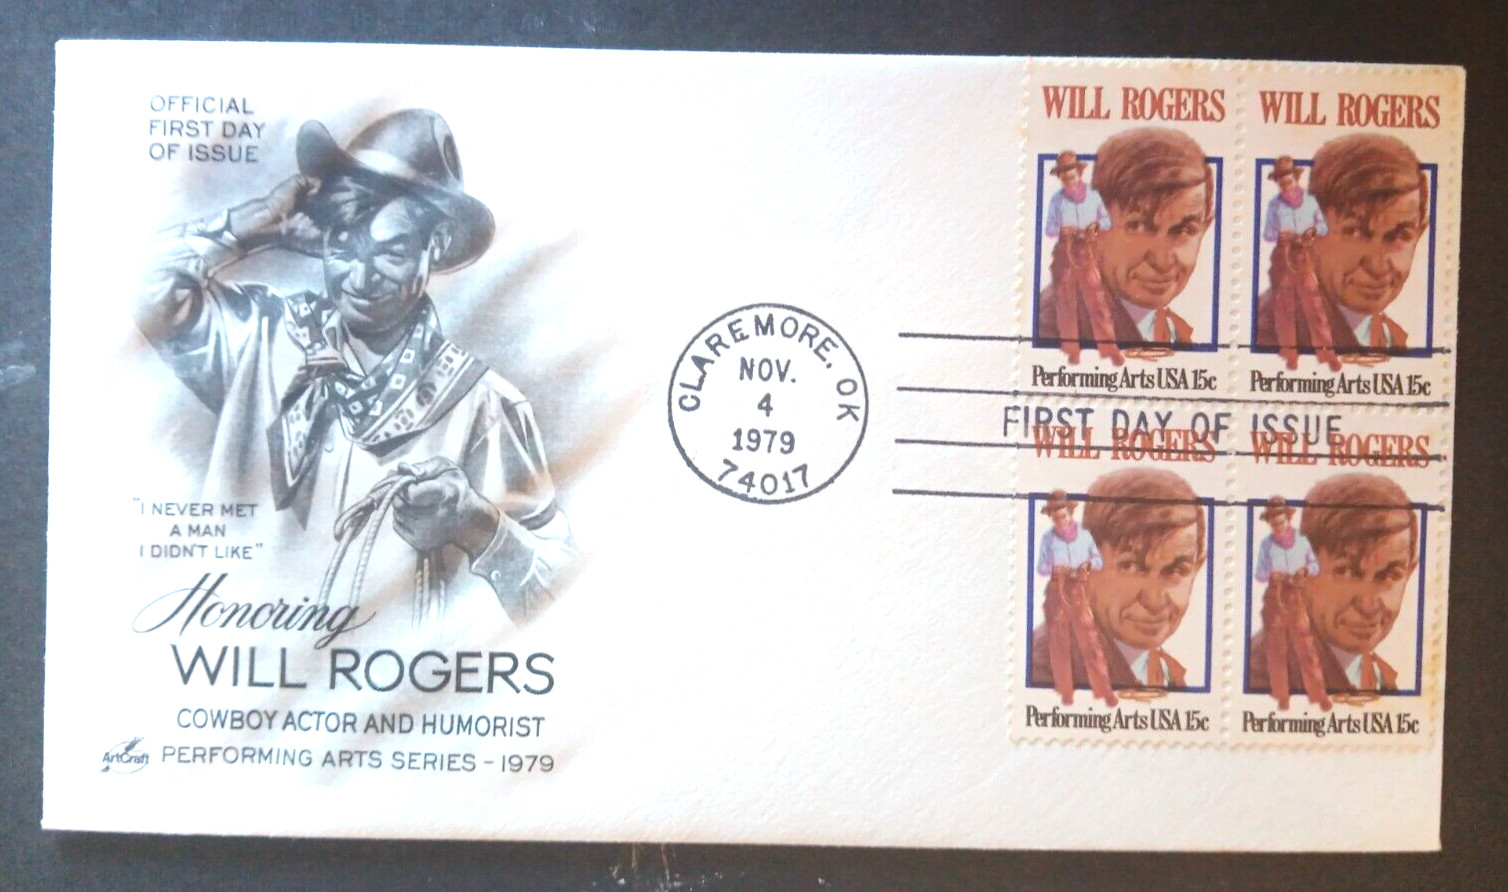 OFFICIAL
FIRST DAY
OF ISSUE
"I NEVER MET
A MAN
I DIDN'T LIKE"
Honoring
WILL ROGERS
COWBOY ACTOR AND HUMORIST
ArtCraft PERFORMING ARTS SERIES - 1979
CLAREMORE, OK
NOV.
4
1979
74017
WILL ROGERS
Performing Arts USA 15c
WILL ROGERS
Performing Arts USA 15c
FIRST DAY OF ISSUE
WILL ROGERS
Performing Arts USA 15c
WILL ROGERS
Performing Arts USA 15c